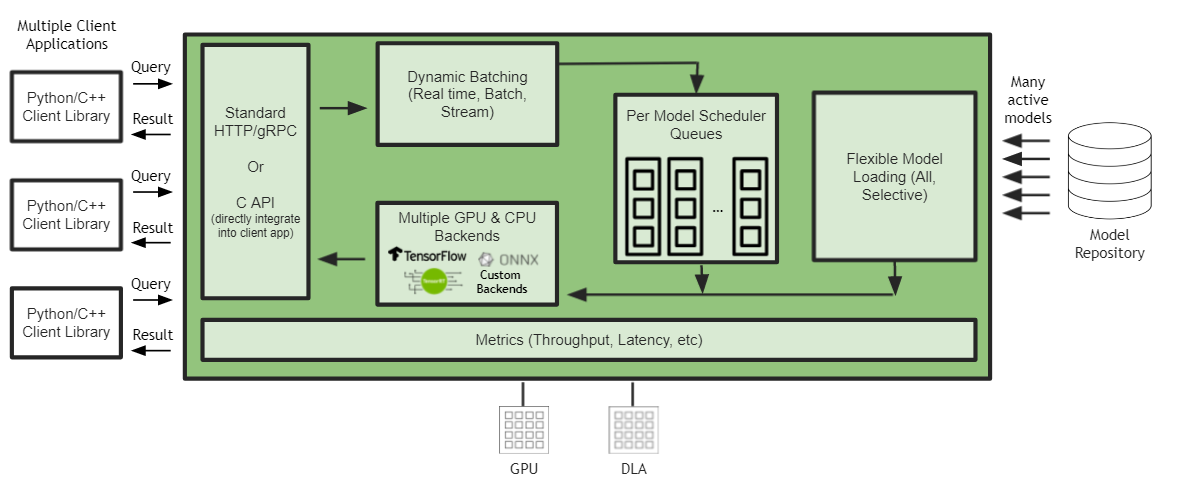 Multiple Client
Applications
Python/C++
Client Library
Query
Result
Python/C++
Client Library
Query
Result
Python/C++
Client Library
Query
Result
Standard
HTTP/gRPC
Or
C API
(directly integrate
into client app)
Dynamic Batching
(Real time, Batch,
Stream)
Per Model Scheduler
Queues
...
Flexible Model
Loading (All,
Selective)
Multiple GPU & CPU
Backends
TensorFlow
ONNX
TensorRT
Custom
Backends
Metrics (Throughput, Latency, etc)
Many
active
models
Model
Repository
GPU
DLA